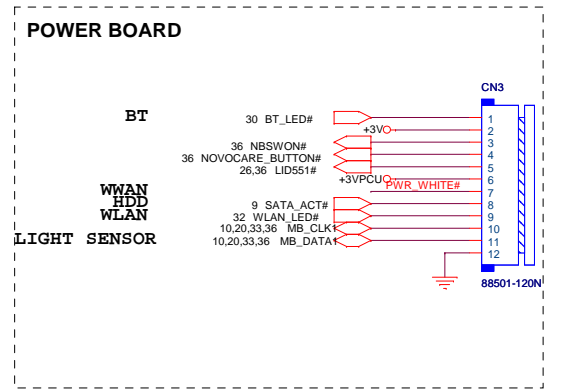 POWER BOARD
CN3
BT 30 BT_LED# 1
+3V 2
36 NBSWON# 3
36 NOVOCARE_BUTTON# 4
26,36 LID551# 5
+3VPCU 6
WWAN PWR_WHITE# 7
HDD 9 SATA_ACT# 8
WLAN 32 WLAN_LED# 9
10,20,33,36 MB_CLK1 10
LIGHT SENSOR 10,20,33,36 MB_DATA1 11
12
88501-120N